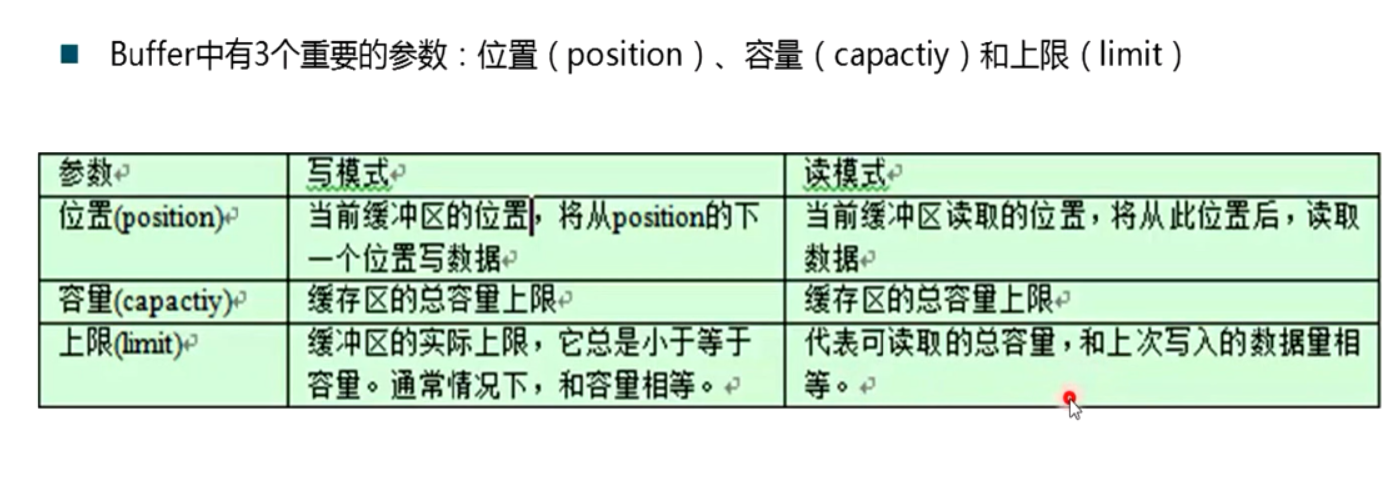 Buffer中有3个重要的参数：位置（position）、容量（capactiy）和上限（limit）
参数 写模式 读模式
位置(position) 当前缓冲区的位置，将从position的下 当前缓冲区读取的位置，将从此位置后，读取
一个位置写数据 数据
容量(capactiy) 缓存区的总容量上限 缓存区的总容量上限
上限(limit) 缓冲区的实际上限，它总是小于等于 代表可读取的总容量，和上次写入的数据量相
容量。通常情况下，和容量相等。 等。